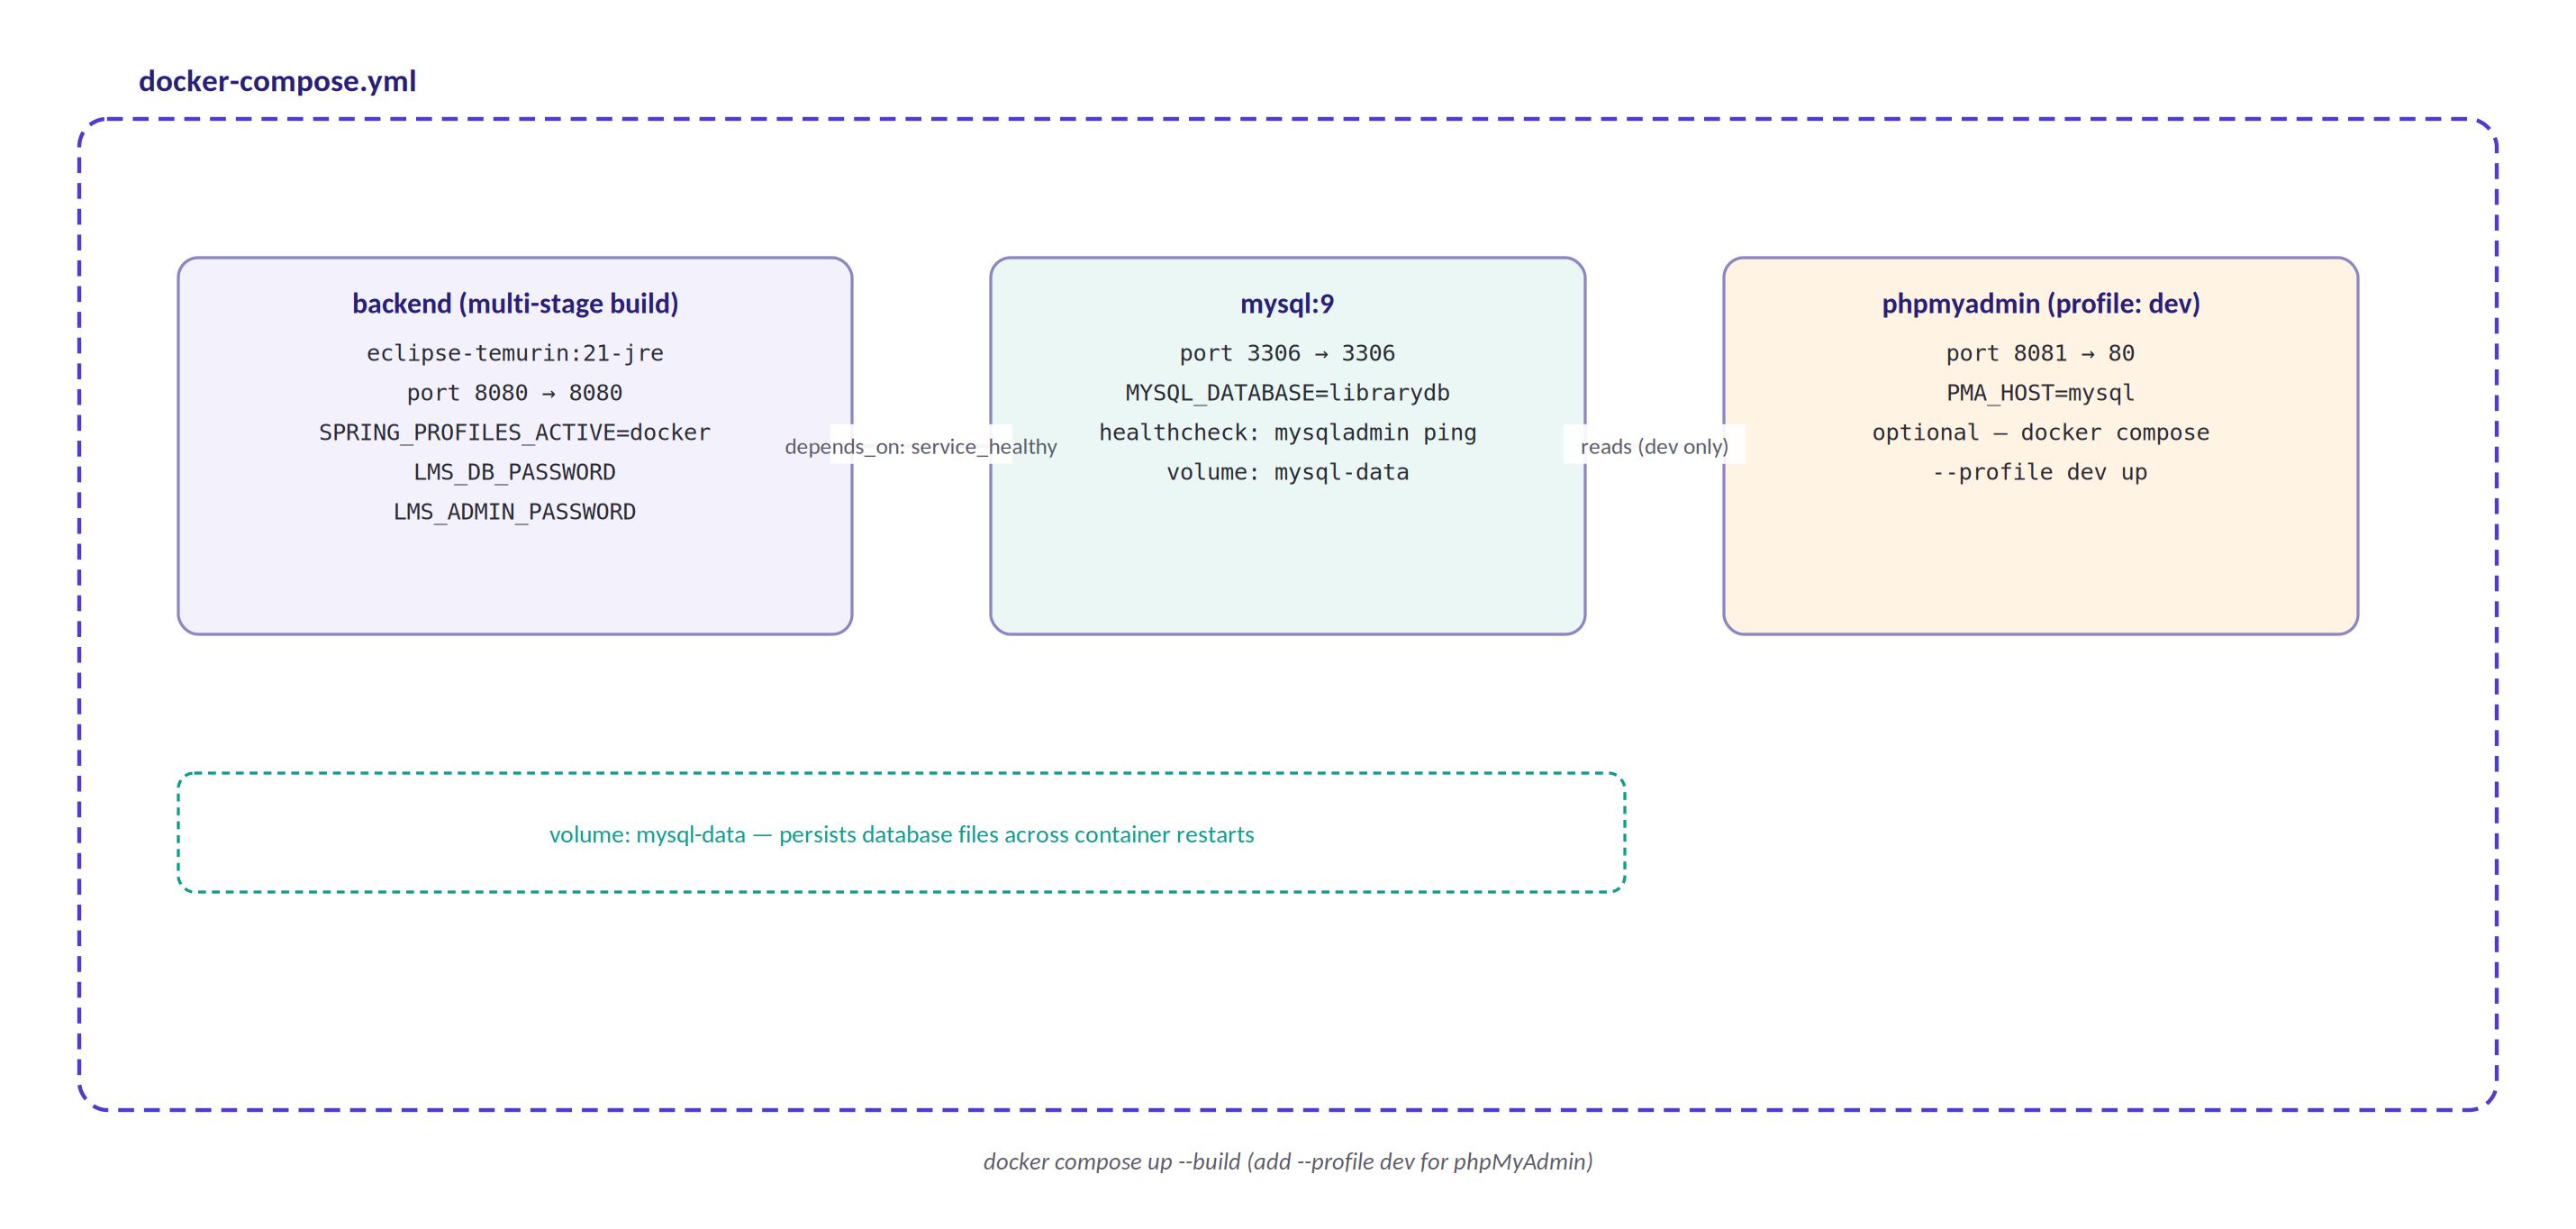 docker-compose.yml
backend (multi-stage build)
eclipse-temurin:21-jre
port 8080 → 8080
SPRING_PROFILES_ACTIVE=docker
LMS_DB_PASSWORD
LMS_ADMIN_PASSWORD
depends_on: service_healthy
mysql:9
port 3306 → 3306
MYSQL_DATABASE=librarydb
healthcheck: mysqladmin ping
volume: mysql-data
reads (dev only)
phpmyadmin (profile: dev)
port 8081 → 80
PMA_HOST=mysql
optional — docker compose
--profile dev up
volume: mysql-data — persists database files across container restarts
docker compose up --build (add --profile dev for phpMyAdmin)